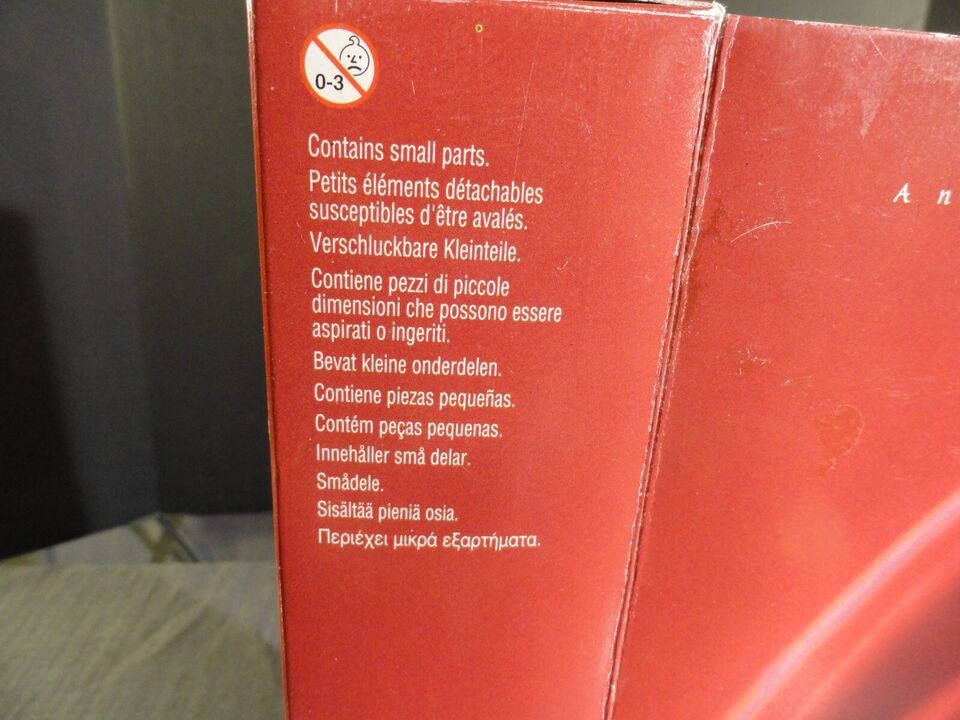 0-3
Contains small parts.
Petits éléments détachables
susceptibles d'être avalés.
Verschluckbare Kleinteile.
Contiene pezzi di piccole
dimensioni che possono essere
aspirati o ingeriti.
Bevat kleine onderdelen.
Contiene piezas pequeñas.
Contém peças pequenas.
Innehåller små delar.
Smådele.
Sisältää pieniä osia.
Περιέχει μικρά εξαρτήματα.
An